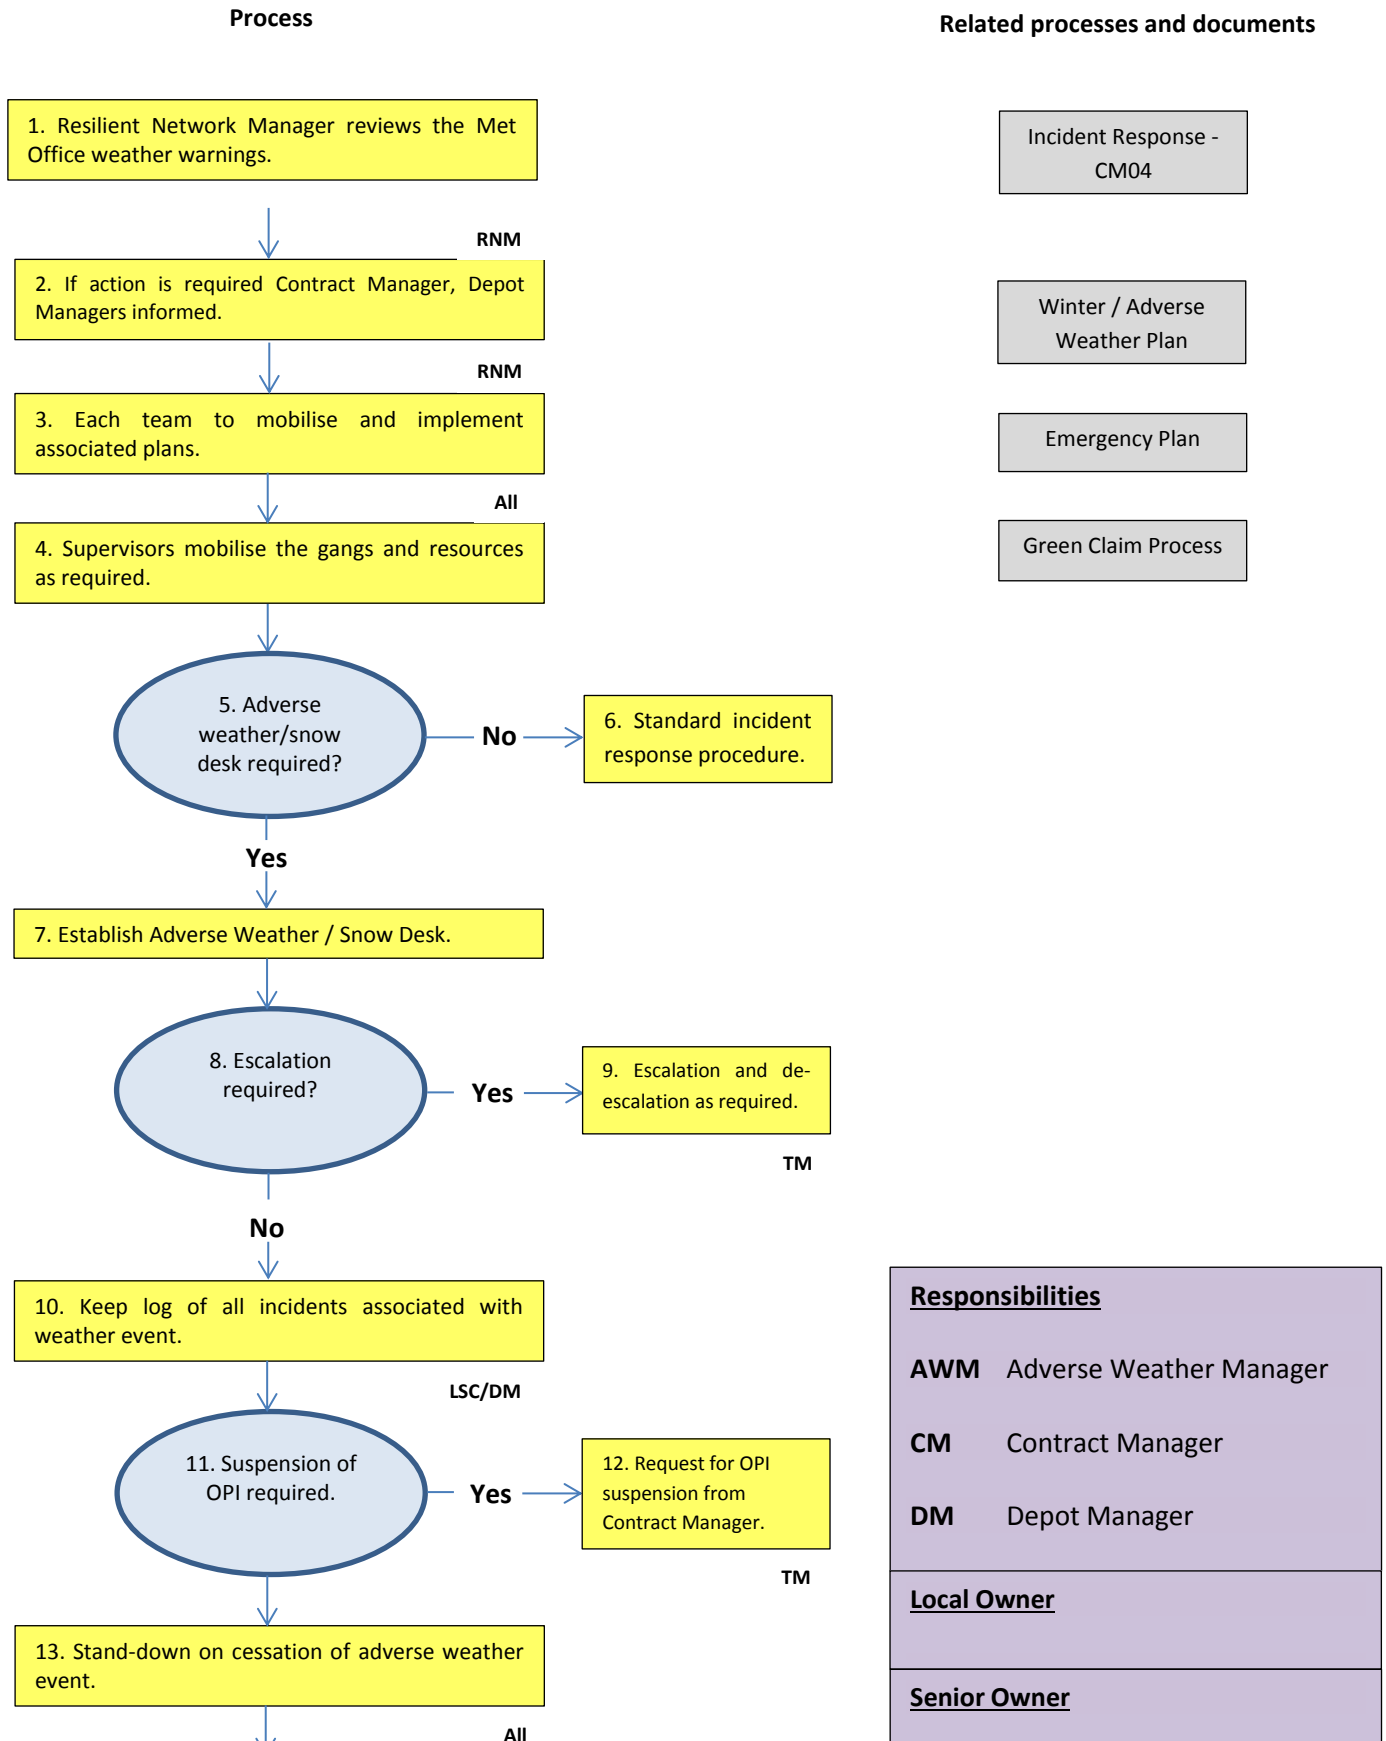 Process
Related processes and documents
1. Resilient Network Manager reviews the Met
Office weather warnings.
RNM
2. If action is required Contract Manager, Depot
Managers informed.
RNM
3. Each team to mobilise and implement
associated plans.
All
4. Supervisors mobilise the gangs and resources
as required.
5. Adverse
weather/snow
desk required?
No
6. Standard incident
response procedure.
Yes
7. Establish Adverse Weather / Snow Desk.
8. Escalation
required?
Yes
9. Escalation and de-
escalation as required.
TM
No
10. Keep log of all incidents associated with
weather event.
LSC/DM
11. Suspension of
OPI required.
Yes
12. Request for OPI
suspension from
Contract Manager.
TM
13. Stand-down on cessation of adverse weather
event.
All
Incident Response -
CM04
Winter / Adverse
Weather Plan
Emergency Plan
Green Claim Process
Responsibilities
AWM Adverse Weather Manager
CM Contract Manager
DM Depot Manager
Local Owner
Senior Owner